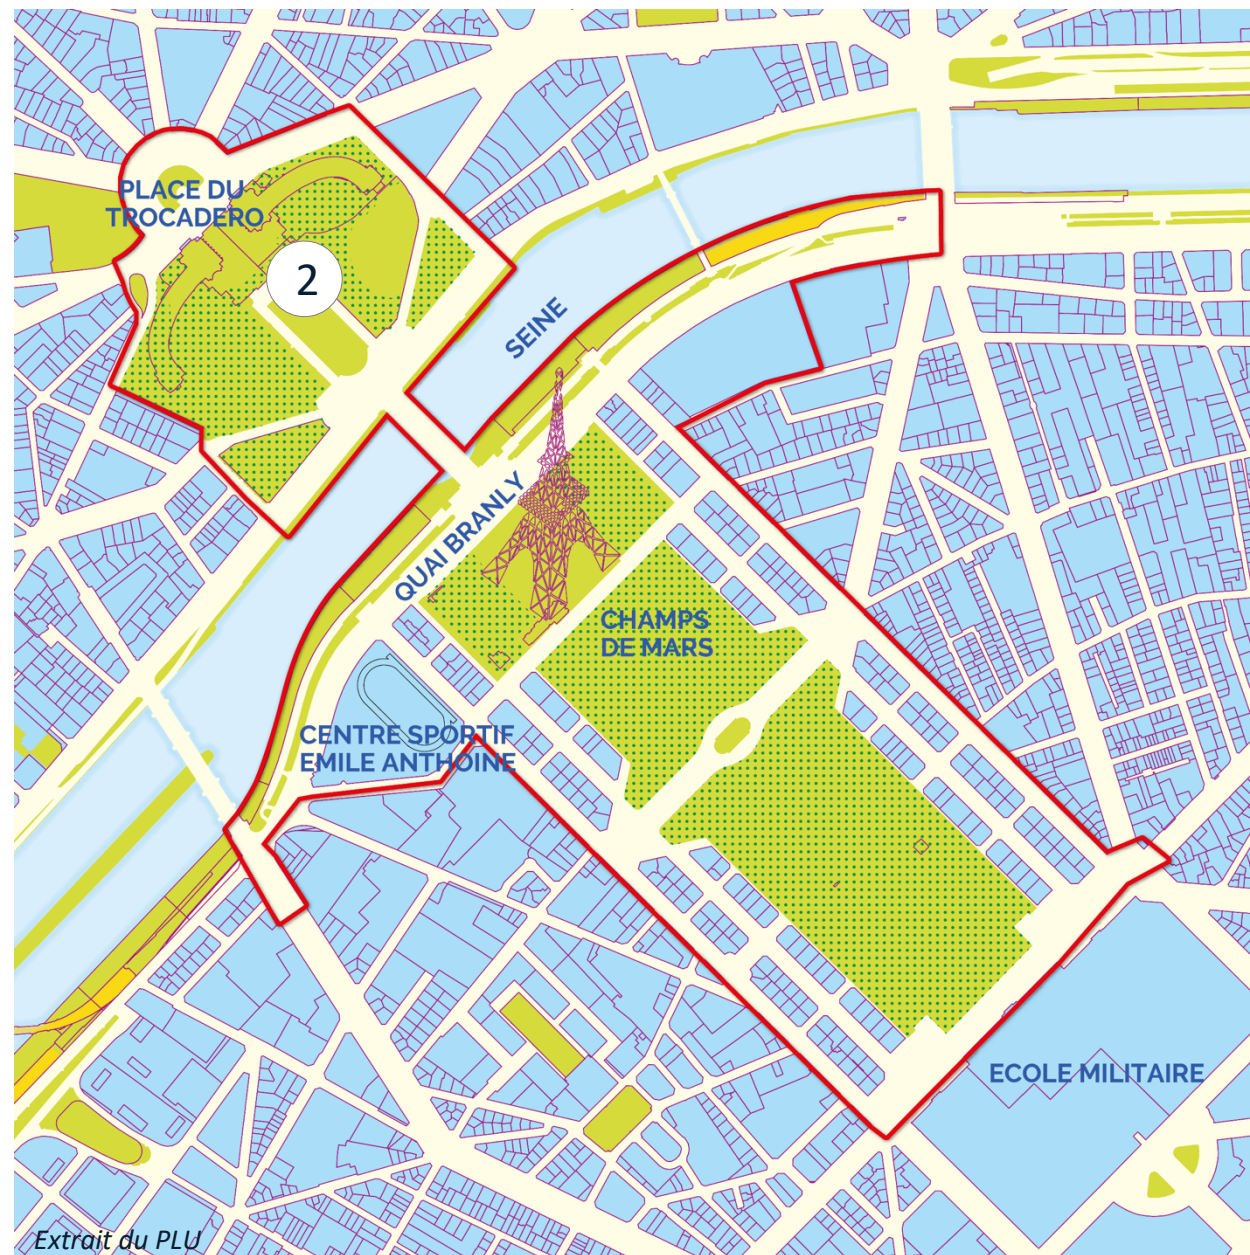 PLACE DU
TROCADERO
2
SEINE
QUAI BRANLY
CHAMPS
DE MARS
CENTRE SPORTIF
EMILE ANTHOINE
ECOLE MILITAIRE
Extrait du PLU